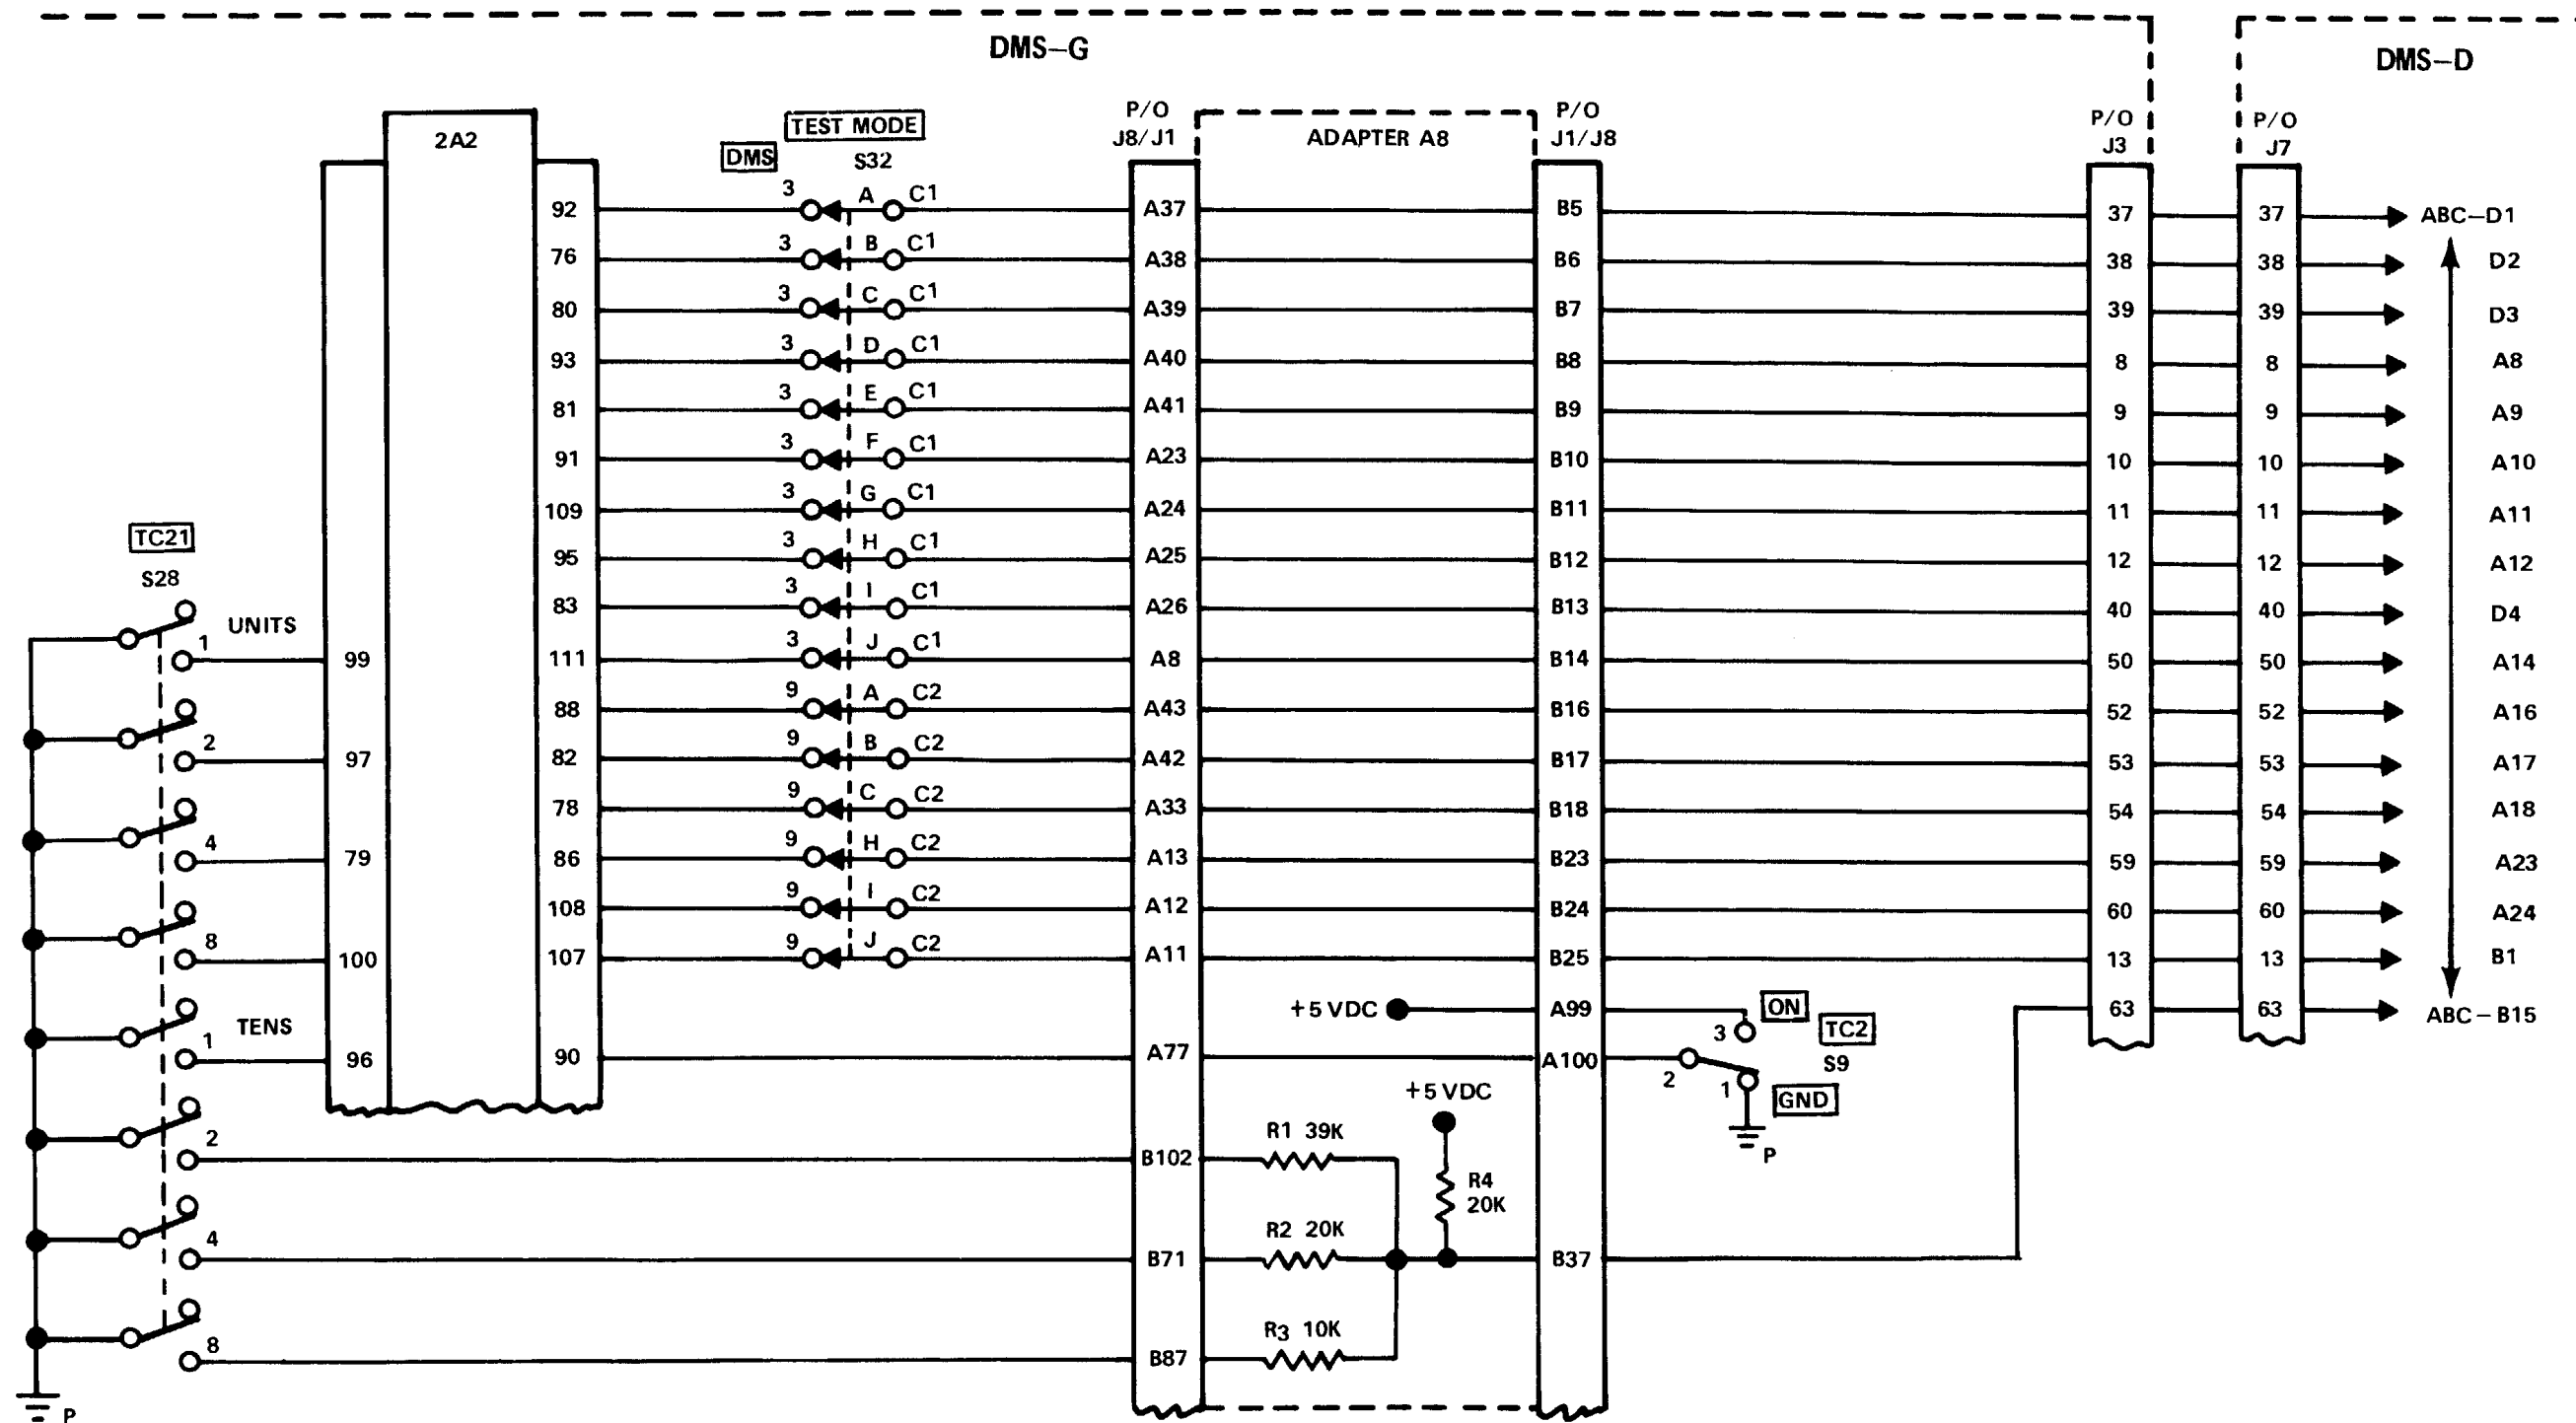 DMS–G
DMS–D
P/O J8/J1
P/O J1/J8
P/O J3
P/O J7
2A2
TEST MODE
ADAPTER A8
DMS
S32
92 3 A C1 A37 B5 37 37 ABC–D1
76 3 B C1 A38 B6 38 38 D2
80 3 C C1 A39 B7 39 39 D3
93 3 D C1 A40 B8 8 8 A8
81 3 E C1 A41 B9 9 9 A9
91 3 F C1 A23 B10 10 10 A10
109 3 G C1 A24 B11 11 11 A11
TC21
95 3 H C1 A25 B12 12 12 A12
S28
83 3 I C1 A26 B13 40 40 D4
UNITS
1 99 111 3 J C1 A8 B14 50 50 A14
88 9 A C2 A43 B16 52 52 A16
2 97 82 9 B C2 A42 B17 53 53 A17
78 9 C C2 A33 B18 54 54 A18
4 79 86 9 H C2 A13 B23 59 59 A23
108 9 I C2 A12 B24 60 60 A24
8 100 107 9 J C2 A11 B25 13 13 B1
+5 VDC A99 ON 63 63 ABC–B15
TENS
3 TC2
1 96 90 A77 A100 S9
2 1 GND
+5 VDC
P
R1 39K
2 B102
R4 20K
R2 20K
4 B71 B37
R3 10K
8 B87
P